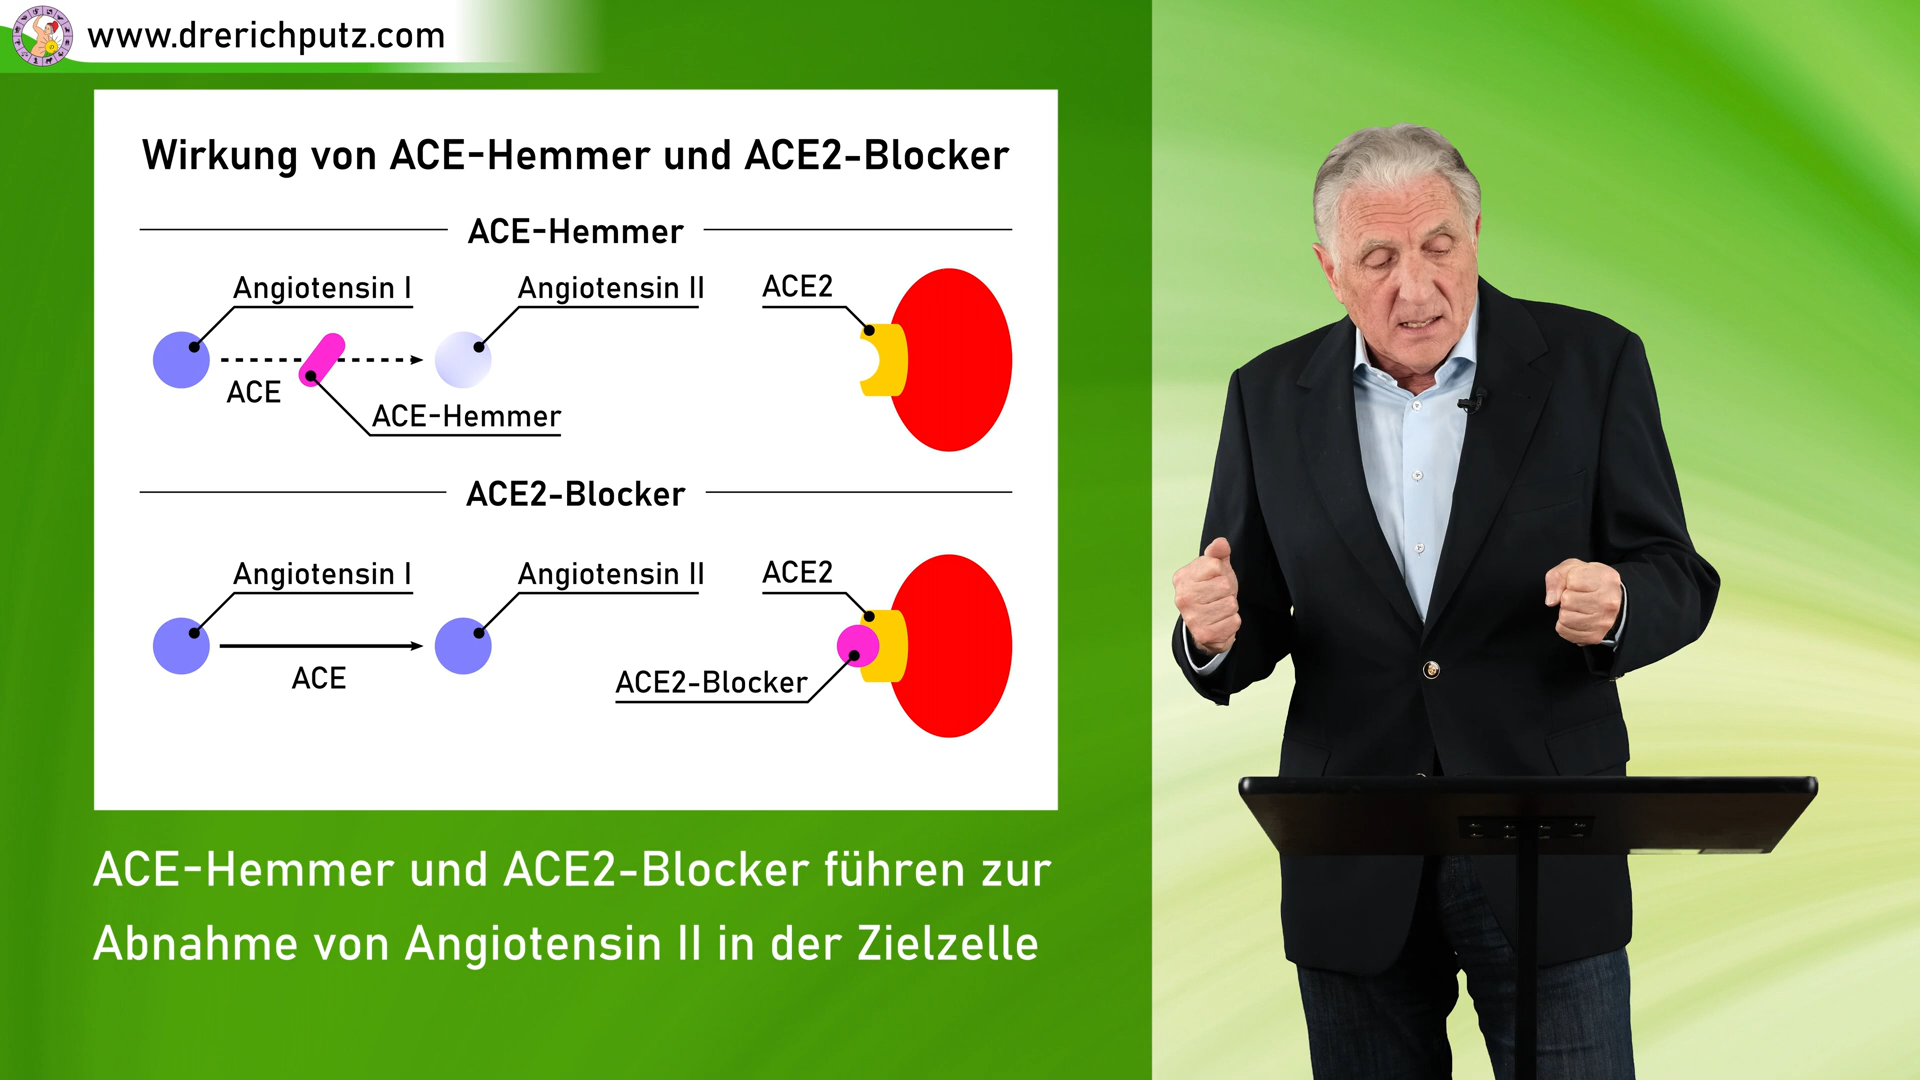 www.drerichputz.com
Wirkung von ACE-Hemmer und ACE2-Blocker
ACE-Hemmer
Angiotensin I
Angiotensin II
ACE2
ACE
ACE-Hemmer
ACE2-Blocker
Angiotensin I
Angiotensin II
ACE2
ACE
ACE2-Blocker
ACE-Hemmer und ACE2-Blocker führen zur
Abnahme von Angiotensin II in der Zielzelle